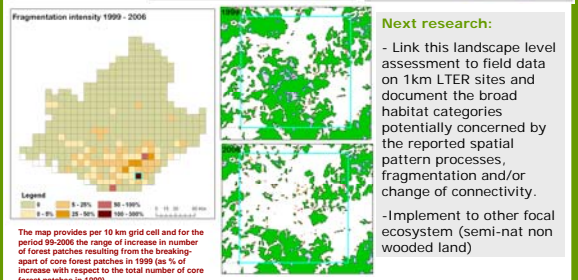 Fragmentation intensity 1999 - 2006
Legend
0
0 - 5%
5 - 25%
25 - 50%
50 - 100%
100 - 300%
The map provides per 10 km grid cell and for the
period 99-2006 the range of increase in number
of forest patches resulting from the breaking-
apart of core forest patches in 1999 (as % of
increase with respect to the total number of core
forest patches in 1999)
Next research:
- Link this landscape level
assessment to field data
on 1km LTER sites and
document the broad
habitat categories
potentially concerned by
the reported spatial
pattern processes,
fragmentation and/or
change of connectivity.
-Implement to other focal
ecosystem (semi-nat non
wooded land)